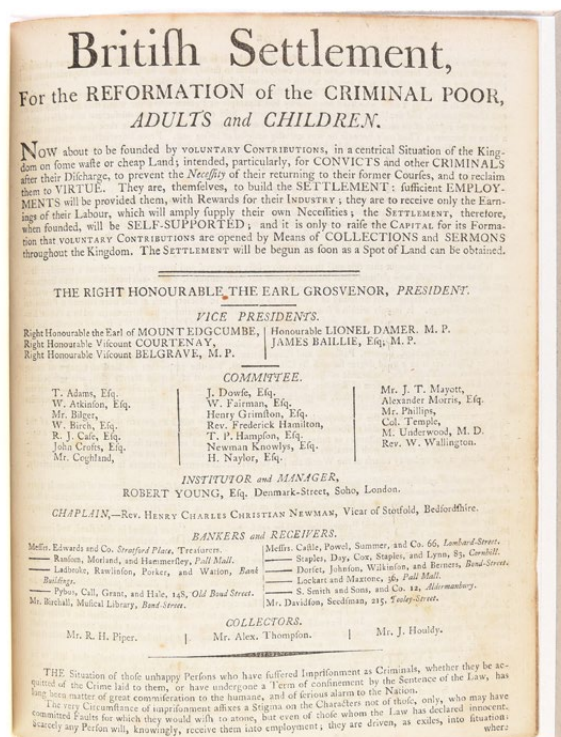 Britiſh Settlement,
For the REFORMATION of the CRIMINAL POOR,
ADULTS and CHILDREN.
NOW about to be founded by VOLUNTARY CONTRIBUTIONS, in a centrical Situation of the King-
dom on ſome waſte or cheap Land; intended, particularly, for CONVICTS and other CRIMINALS
after their Diſcharge, to prevent the Neceſſity of their returning to their former Courſes, and to reclaim
them to VIRTUE. They are, themſelves, to build the SETTLEMENT: ſufficient EMPLOY-
MENTS will be provided them, with Rewards for their INDUSTRY; they are to receive only the Earn-
ings of their Labour, which will amply ſupply their own Neceſſities; the SETTLEMENT, therefore,
when founded, will be SELF-SUPPORTED; and it is only to raiſe the CAPITAL for its Forma-
tion that VOLUNTARY CONTRIBUTIONS are opened by Means of COLLECTIONS and SERMONS
throughout the Kingdom. The SETTLEMENT will be begun as ſoon as a Spot of Land can be obtained.
THE RIGHT HONOURABLE THE EARL GROSVENOR, PRESIDENT.
VICE PRESIDENTS.
Right Honourable the Earl of MOUNT EDGCUMBE,
Right Honourable Viſcount COURTENAY,
Right Honourable Viſcount BELGRAVE, M. P.
Honourable LIONEL DAMER. M. P.
JAMES BAILLIE, Eſq; M. P.
COMMITTEE.
T. Adams, Eſq.
W. Atkinſon, Eſq.
Mr. Bilger,
W. Birch, Eſq.
R. J. Caſe, Eſq.
John Crofts, Eſq.
Mr. Coghland,
J. Dowſe, Eſq.
W. Fairman, Eſq.
Henry Grimſton, Eſq.
Rev. Frederick Hamilton,
T. P. Hampſon, Eſq.
Newman Knowlys, Eſq.
H. Naylor, Eſq.
Mr. J. T. Mayott,
Alexander Morris, Eſq.
Mr. Phillips,
Col. Temple,
M. Underwood, M. D.
Rev. W. Wallington.
INSTITUTOR and MANAGER,
ROBERT YOUNG, Eſq. Denmark-Street, Soho, London.
CHAPLAIN,—Rev. HENRY CHARLES CHRISTIAN NEWMAN, Vicar of Stotfold, Bedfordſhire.
BANKERS and RECEIVERS.
Meſſrs. Edwards and Co. Stratford Place, Treaſurers.
—— Ranſom, Morland, and Hammerſley, Pall Mall.
—— Ladbroke, Rawlinſon, Porker, and Watſon, Bank
Buildings.
—— Pybus, Call, Grant, and Hale, 148, Old Bond Street.
Mr. Birchall, Muſical Library, Bond-Street.
Meſſrs. Caſtle, Powel, Summer, and Co. 66, Lombard-Street.
—— Staples, Day, Cox, Staples, and Lynn, 83, Cornhill.
—— Dorſet, Johnſon, Wilkinſon, and Berners, Bond-Street.
—— Lockart and Maxtone, 36, Pall Mall.
—— S. Smith and Sons, and Co. 12, Aldermanbury.
Mr. Davidſon, Seedſman, 225, Tooley-Street.
COLLECTORS.
Mr. R. H. Piper. | Mr. Alex. Thompſon. | Mr. J. Houldy.
THE Situation of thoſe unhappy Perſons who have ſuffered Impriſonment as Criminals, whether they be ac-
quitted of the Crime laid to them, or have undergone a Term of confinement by the Sentence of the Law, has
long been matter of great commiſeration to the humane, and of ſerious alarm to the Nation.
The very Circumſtance of impriſonment affixes a Stigma on the Characters not of thoſe, only, who may have
committed Faults for which they would wiſh to atone, but even of thoſe whom the Law has declared innocent.
Scarcely any Perſon will, knowingly, receive them into employment; they are driven, as exiles, into ſituations
where